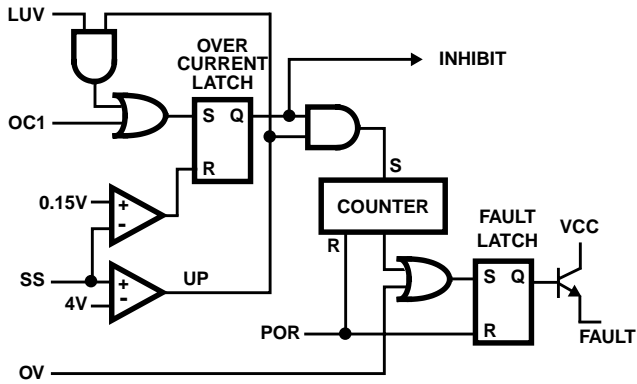 LUV
OVER
CURRENT
LATCH
INHIBIT
S Q
OC1
R
S
0.15V
+
-
COUNTER
FAULT
LATCH
VCC
R
SS
+
-
UP
4V
S Q
POR
R
FAULT
OV